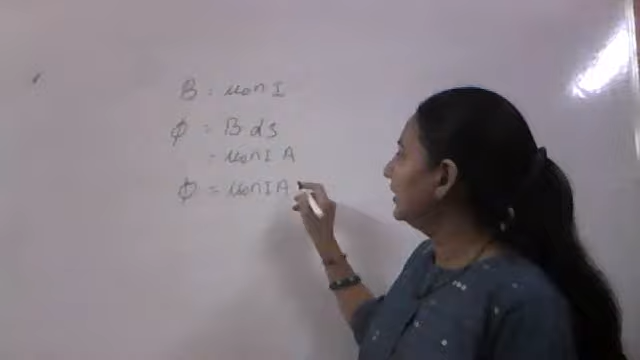 B = μ₀nI
ϕ = B·ds
= μ₀nI A
ϕ = μ₀nIA